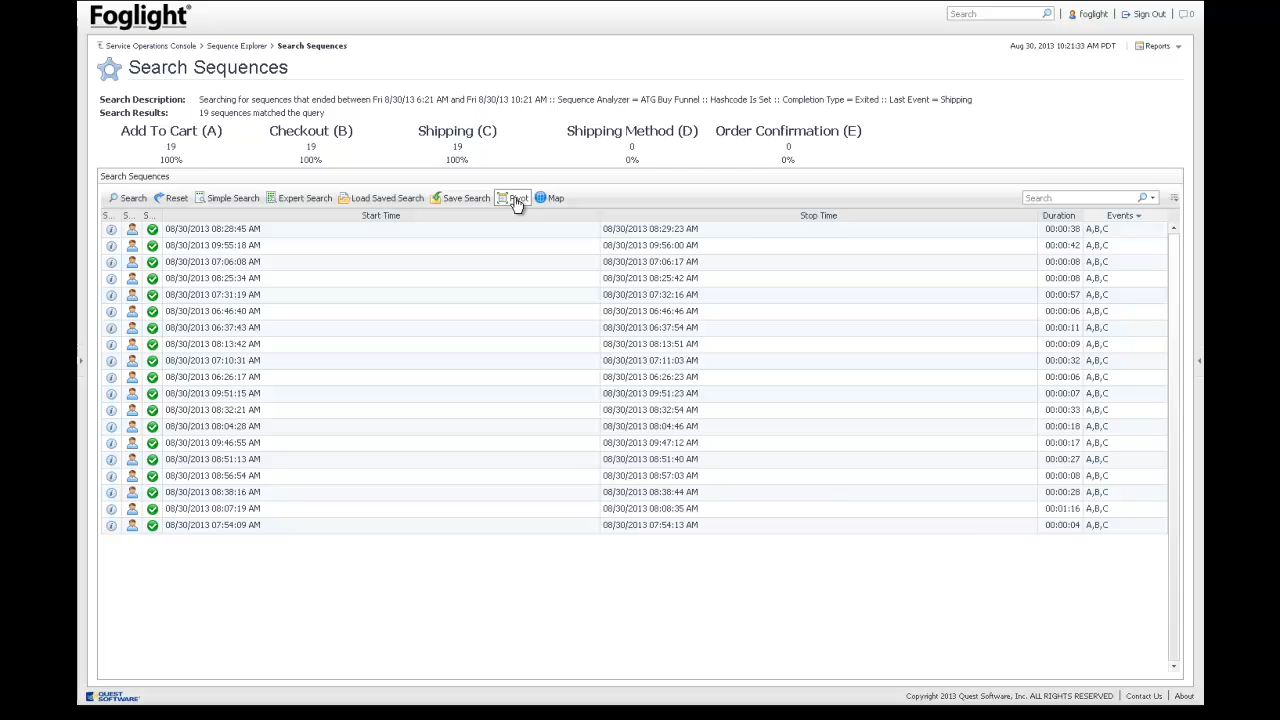 Foglight®
Search
foglight
Sign Out
0
Service Operations Console > Sequence Explorer > Search Sequences
Aug 30, 2013 10:21:33 AM PDT
Reports
Search Sequences
Search Description: Searching for sequences that ended between Fri 8/30/13 6:21 AM and Fri 8/30/13 10:21 AM :: Sequence Analyzer = ATG Buy Funnel :: Hashcode Is Set :: Completion Type = Exited :: Last Event = Shipping
Search Results: 19 sequences matched the query
Add To Cart (A) Checkout (B) Shipping (C) Shipping Method (D) Order Confirmation (E)
19 19 19 0 0
100% 100% 100% 0% 0%
Search Sequences
Search Reset Simple Search Expert Search Load Saved Search Save Search Pivot Map Search
S... S... S... Start Time Stop Time Duration Events
08/30/2013 08:28:45 AM 08/30/2013 08:29:23 AM 00:00:38 A,B,C
08/30/2013 09:55:18 AM 08/30/2013 09:56:00 AM 00:00:42 A,B,C
08/30/2013 07:06:08 AM 08/30/2013 07:06:17 AM 00:00:08 A,B,C
08/30/2013 08:25:34 AM 08/30/2013 08:25:42 AM 00:00:08 A,B,C
08/30/2013 07:31:19 AM 08/30/2013 07:32:16 AM 00:00:57 A,B,C
08/30/2013 06:46:40 AM 08/30/2013 06:46:46 AM 00:00:06 A,B,C
08/30/2013 06:37:43 AM 08/30/2013 06:37:54 AM 00:00:11 A,B,C
08/30/2013 08:13:42 AM 08/30/2013 08:13:51 AM 00:00:09 A,B,C
08/30/2013 07:10:31 AM 08/30/2013 07:11:03 AM 00:00:32 A,B,C
08/30/2013 06:26:17 AM 08/30/2013 06:26:23 AM 00:00:06 A,B,C
08/30/2013 09:51:15 AM 08/30/2013 09:51:23 AM 00:00:07 A,B,C
08/30/2013 08:32:21 AM 08/30/2013 08:32:54 AM 00:00:33 A,B,C
08/30/2013 08:04:28 AM 08/30/2013 08:04:46 AM 00:00:18 A,B,C
08/30/2013 09:46:55 AM 08/30/2013 09:47:12 AM 00:00:17 A,B,C
08/30/2013 08:51:13 AM 08/30/2013 08:51:40 AM 00:00:27 A,B,C
08/30/2013 08:56:54 AM 08/30/2013 08:57:03 AM 00:00:08 A,B,C
08/30/2013 08:38:16 AM 08/30/2013 08:38:44 AM 00:00:28 A,B,C
08/30/2013 08:07:19 AM 08/30/2013 08:08:35 AM 00:01:16 A,B,C
08/30/2013 07:54:09 AM 08/30/2013 07:54:13 AM 00:00:04 A,B,C
QUEST SOFTWARE
Copyright 2013 Quest Software, Inc. ALL RIGHTS RESERVED
Contact Us
About